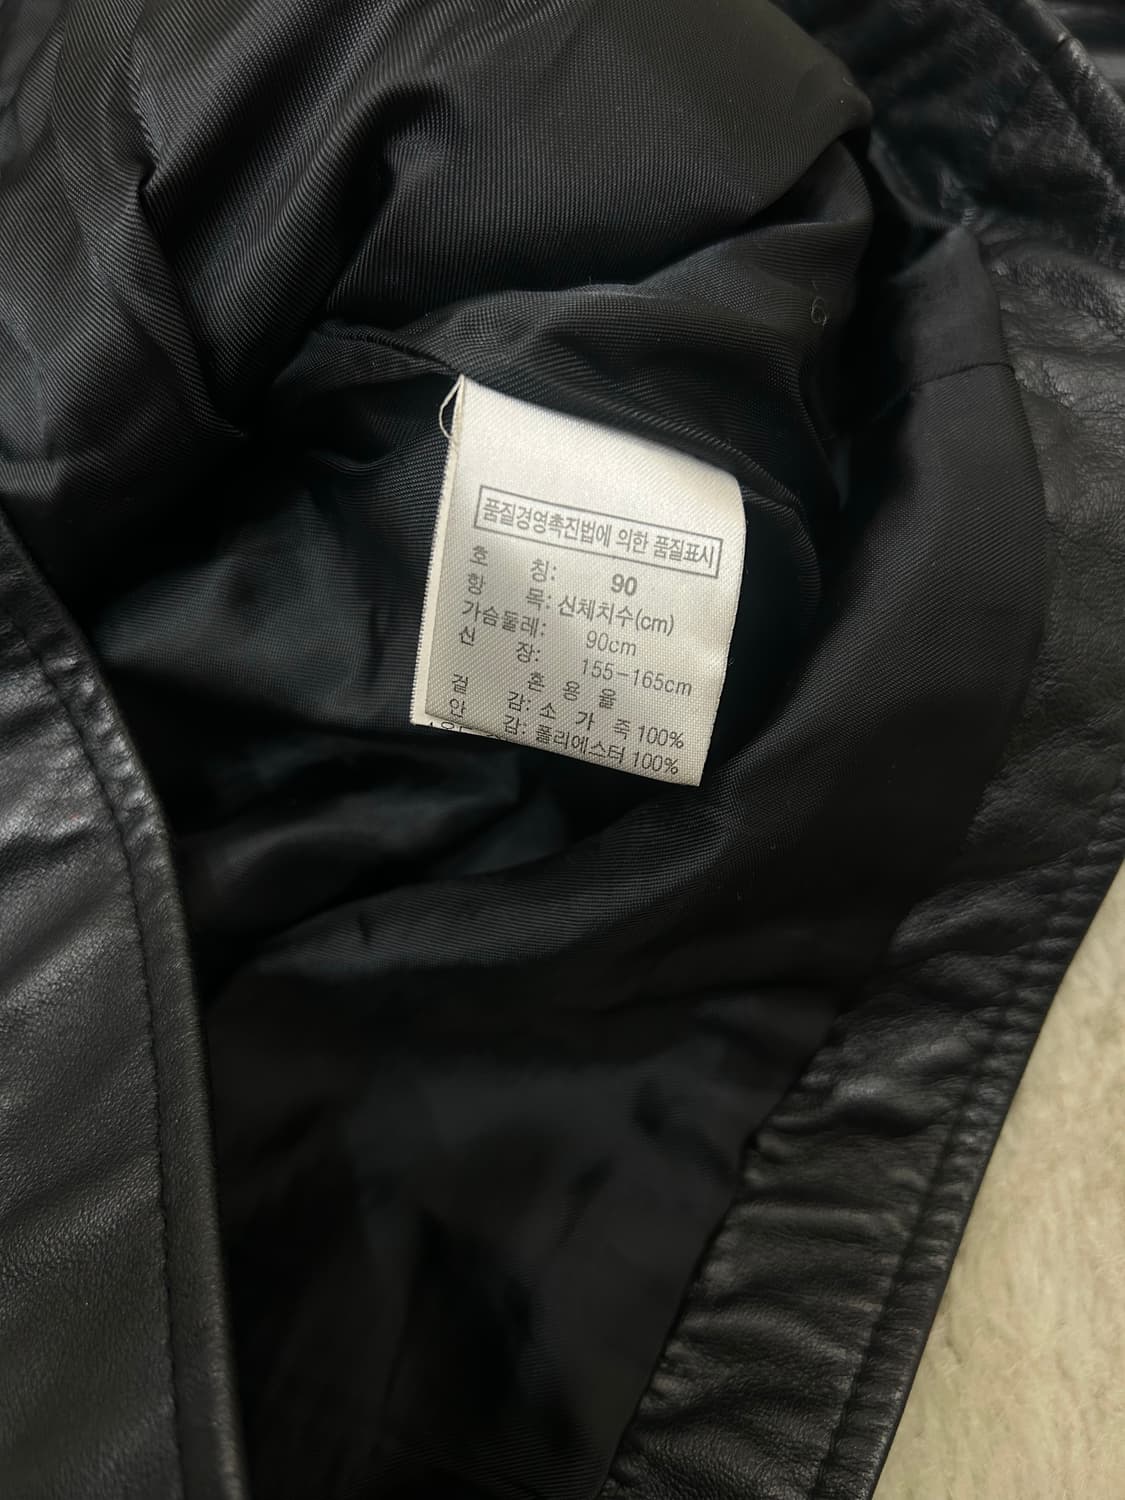 품질경영촉진법에 의한 품질표시
호 칭: 90
항 목: 신체치수(cm)
가슴둘레: 90cm
신 장: 155-165cm
혼 용 율
겉 감: 소 가 죽 100%
안 감: 폴리에스터 100%